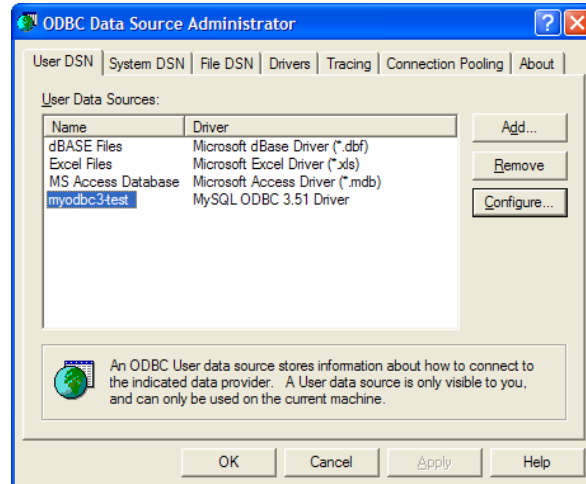 ODBC Data Source Administrator
User DSN System DSN File DSN Drivers Tracing Connection Pooling About
User Data Sources:
Name Driver
dBASE Files Microsoft dBase Driver (*.dbf)
Excel Files Microsoft Excel Driver (*.xls)
MS Access Database Microsoft Access Driver (*.mdb)
myodbc3-test MySQL ODBC 3.51 Driver
Add...
Remove
Configure...
An ODBC User data source stores information about how to connect to
the indicated data provider. A User data source is only visible to you,
and can only be used on the current machine.
OK Cancel Apply Help